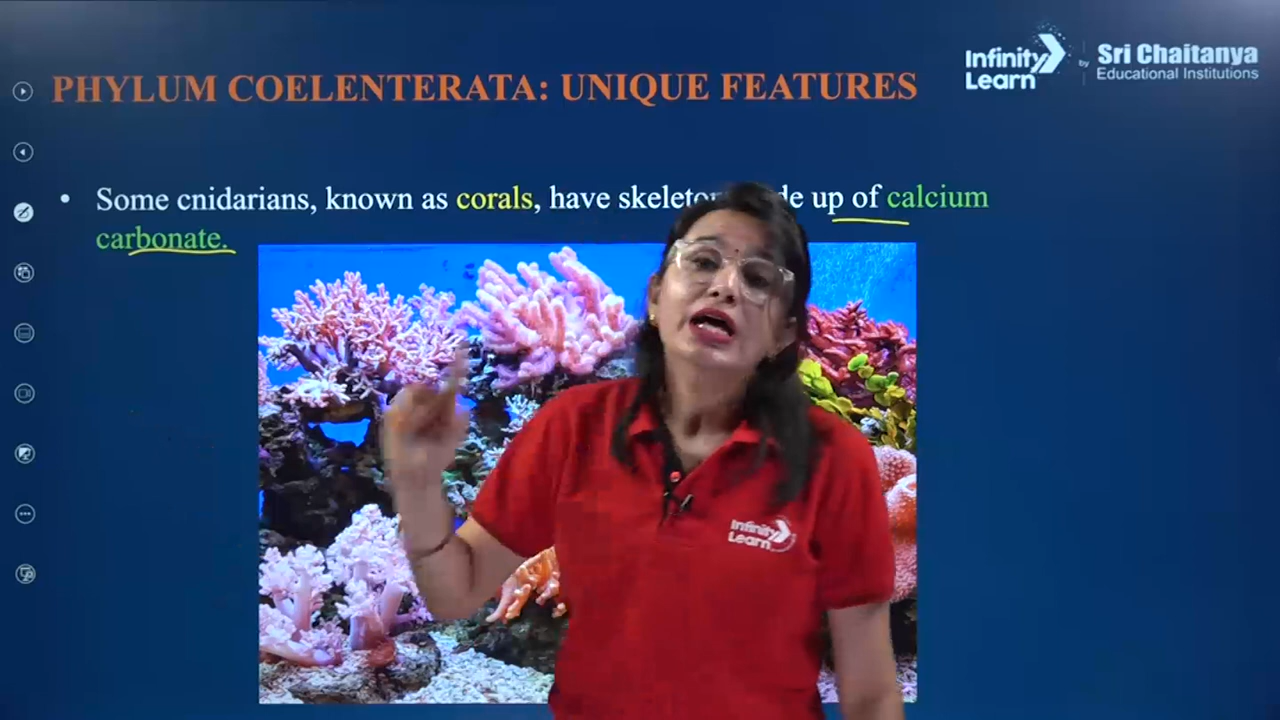 Infinity Learn
by
Sri Chaitanya
Educational Institutions
PHYLUM COELENTERATA: UNIQUE FEATURES
• Some cnidarians, known as corals, have up of calcium
carbonate.
Infinity
Learn